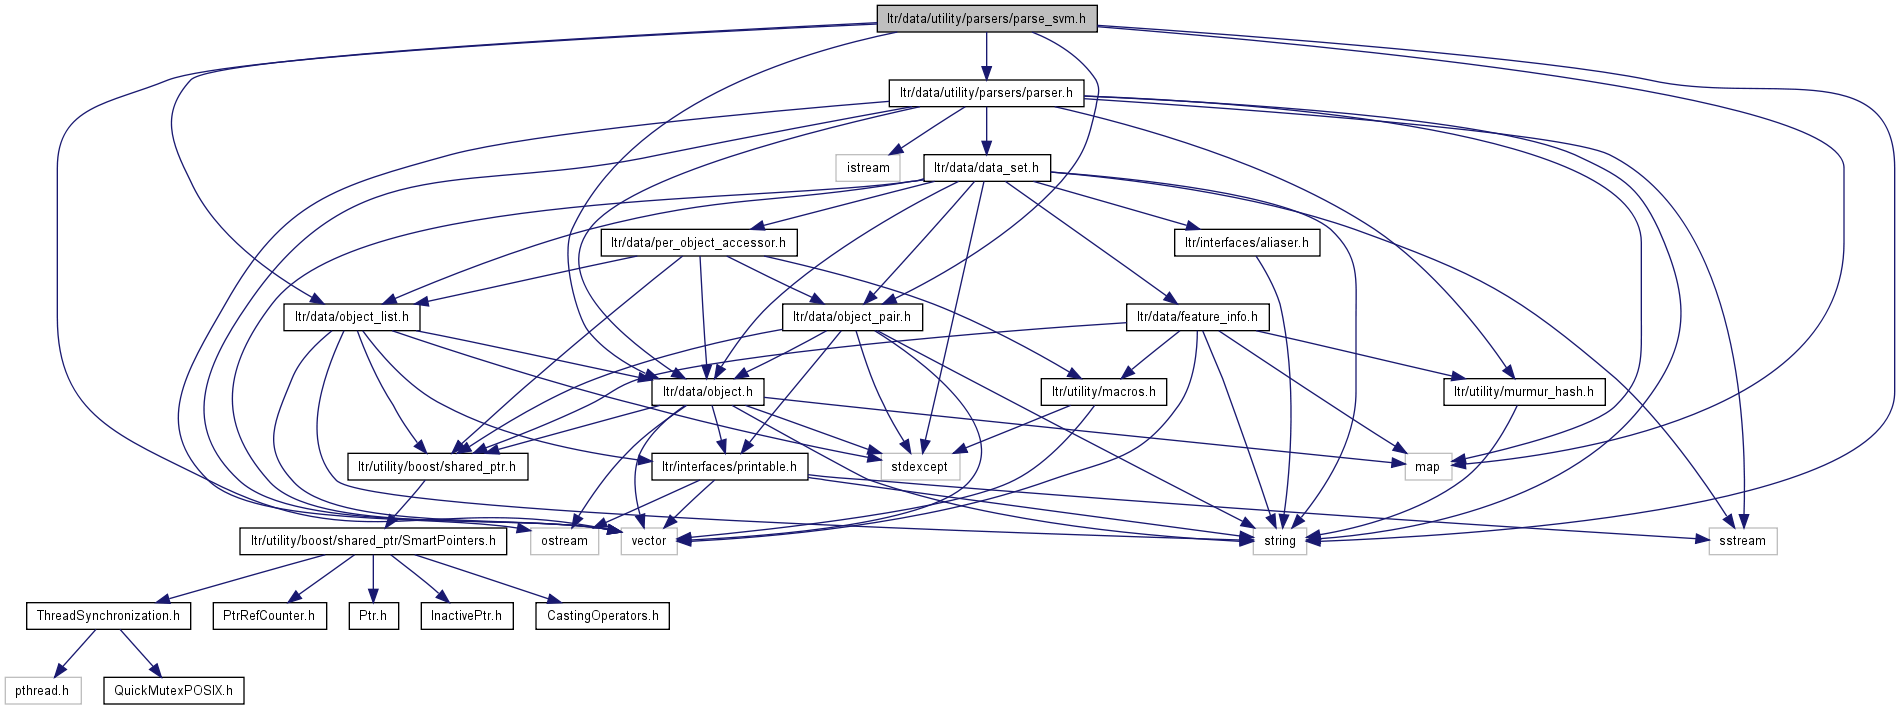 ltr/data/utility/parsers/parse_svm.h
ltr/data/utility/parsers/parser.h
istream
ltr/data/data_set.h
ltr/data/per_object_accessor.h
ltr/interfaces/aliaser.h
ltr/data/object_list.h
ltr/data/object_pair.h
ltr/data/feature_info.h
ltr/data/object.h
ltr/utility/macros.h
ltr/utility/murmur_hash.h
ltr/utility/boost/shared_ptr.h
ltr/interfaces/printable.h
stdexcept
map
ltr/utility/boost/shared_ptr/SmartPointers.h
ostream
vector
string
sstream
ThreadSynchronization.h
PtrRefCounter.h
Ptr.h
InactivePtr.h
CastingOperators.h
pthread.h
QuickMutexPOSIX.h